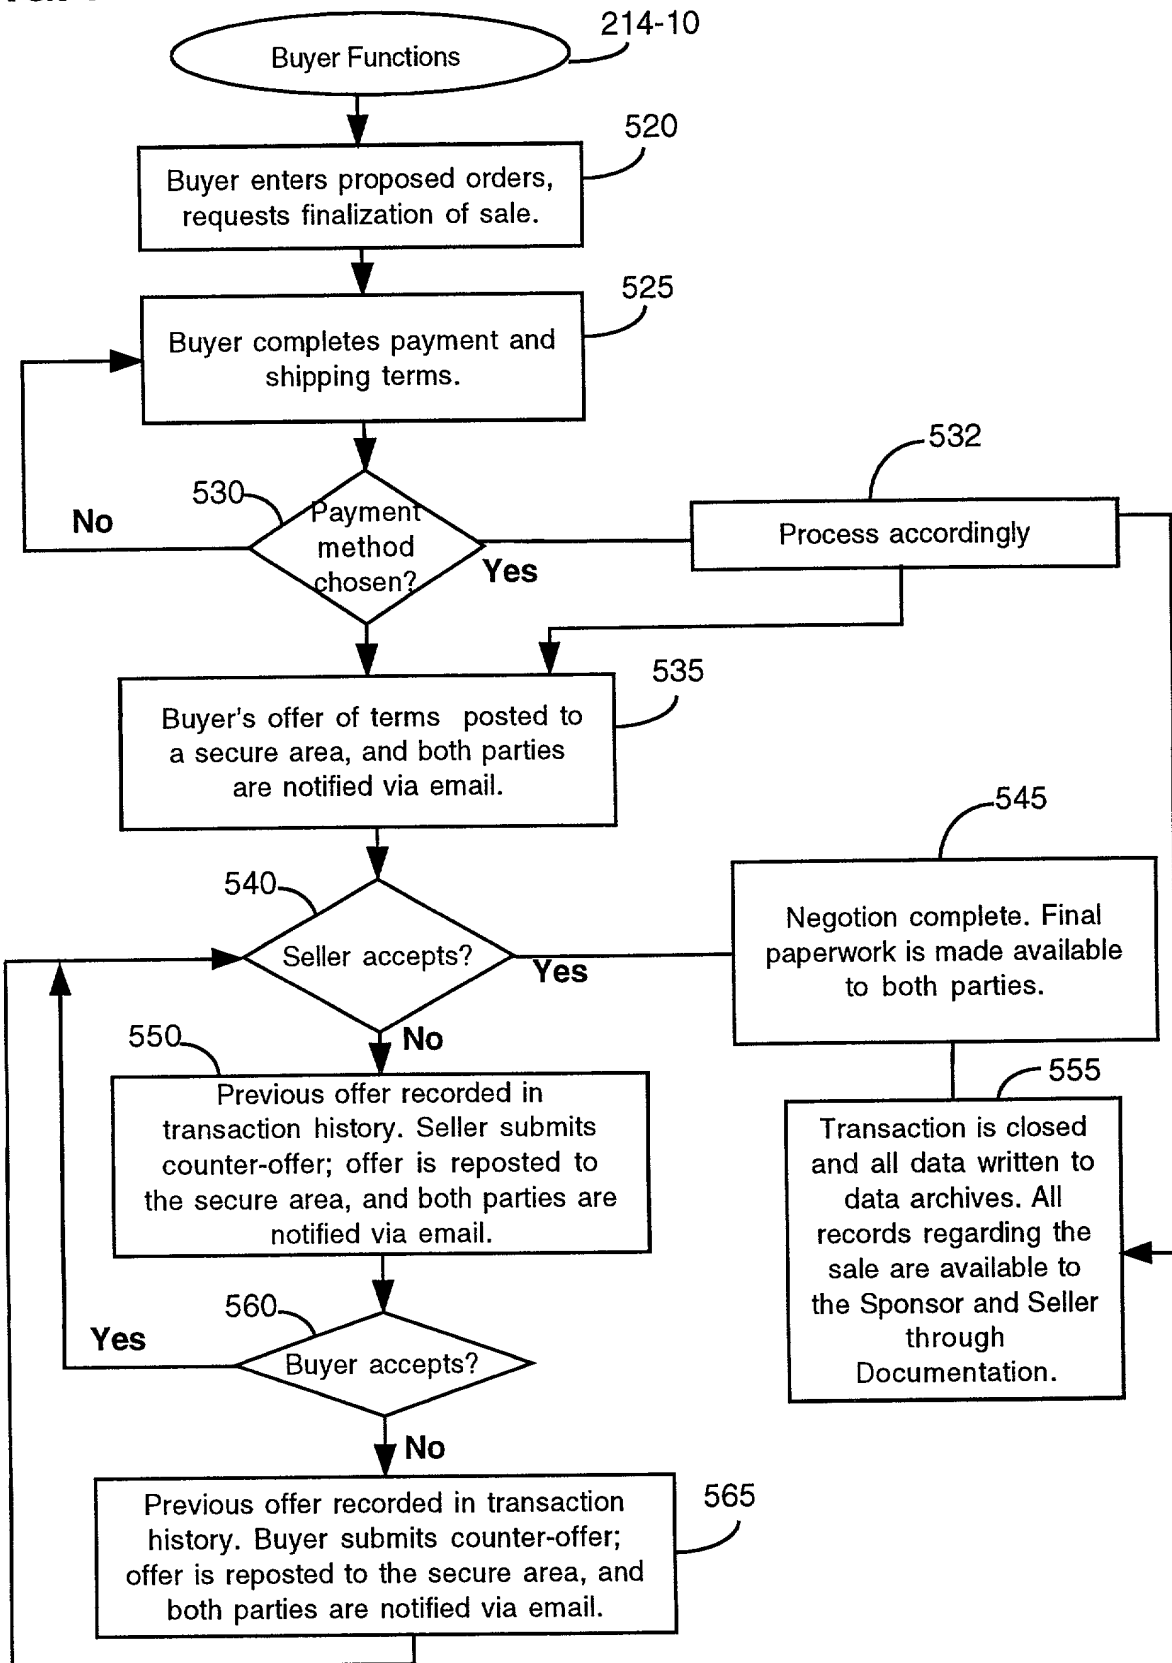 Buyer Functions
214-10
520
Buyer enters proposed orders,
requests finalization of sale.
525
Buyer completes payment and
shipping terms.
530
Payment
method
chosen?
No
Yes
532
Process accordingly
535
Buyer's offer of terms posted to
a secure area, and both parties
are notified via email.
540
Seller accepts?
Yes
No
545
Negotion complete. Final
paperwork is made available
to both parties.
550
Previous offer recorded in
transaction history. Seller submits
counter-offer; offer is reposted to
the secure area, and both parties are
notified via email.
555
Transaction is closed
and all data written to
data archives. All
records regarding the
sale are available to
the Sponsor and Seller
through
Documentation.
560
Buyer accepts?
Yes
No
565
Previous offer recorded in transaction
history. Buyer submits counter-offer;
offer is reposted to the secure area, and
both parties are notified via email.